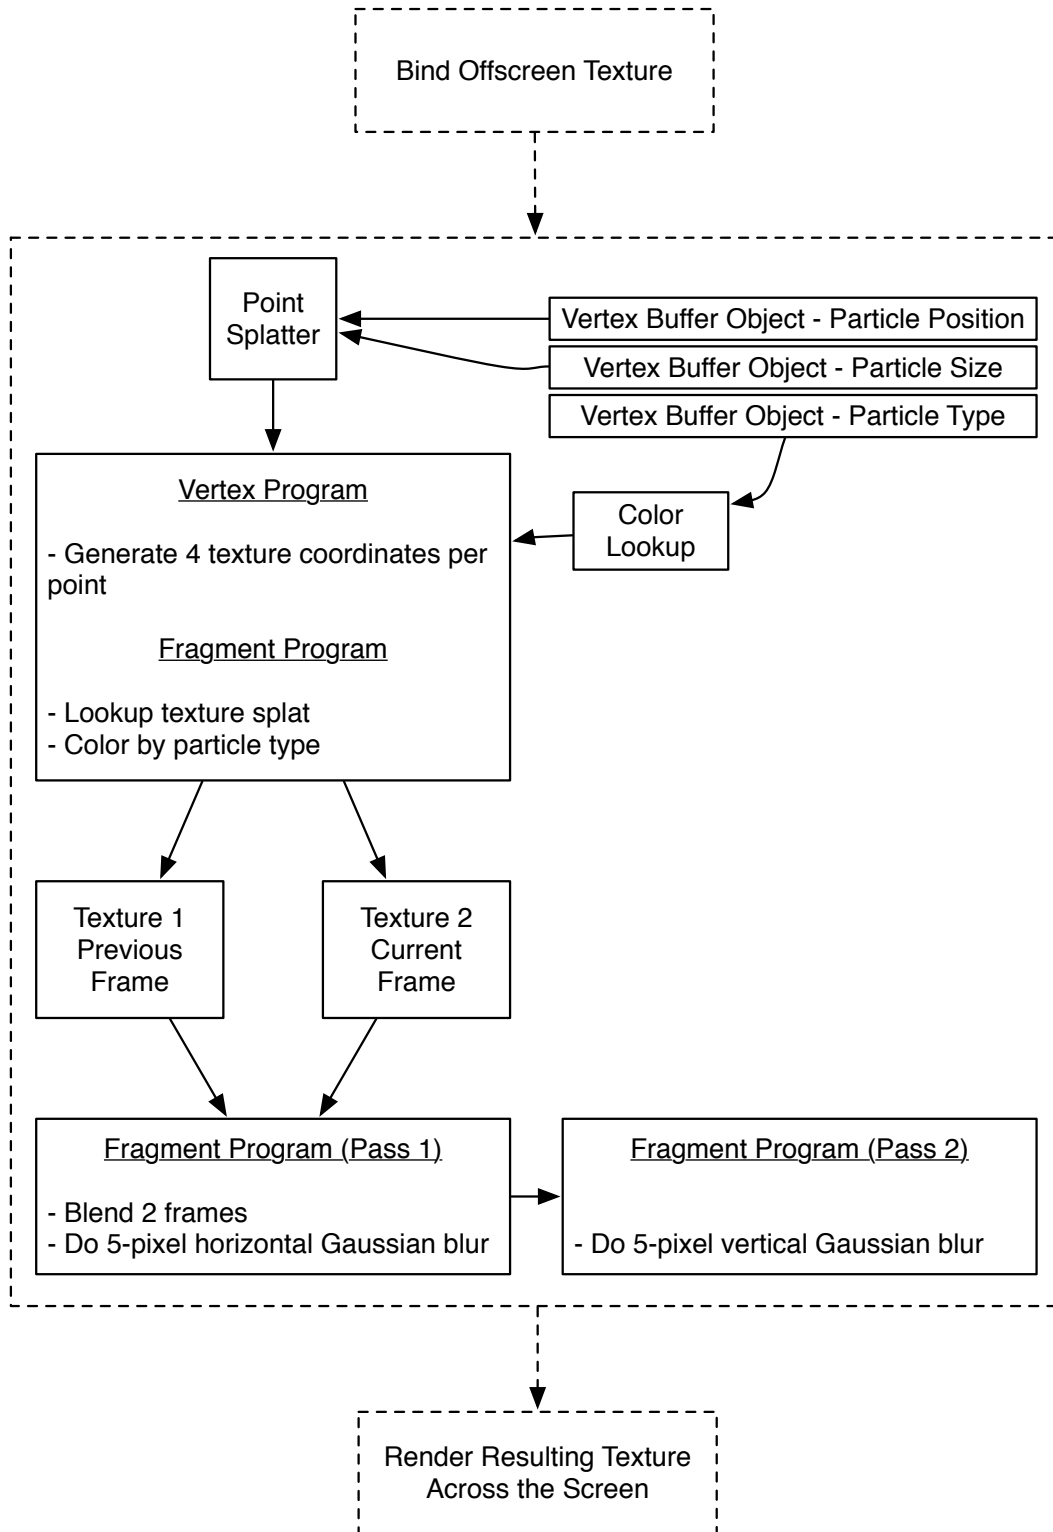 Bind Offscreen Texture
Point
Splatter
Vertex Buffer Object - Particle Position
Vertex Buffer Object - Particle Size
Vertex Buffer Object - Particle Type
Vertex Program
- Generate 4 texture coordinates per
point
Fragment Program
- Lookup texture splat
- Color by particle type
Color
Lookup
Texture 1
Previous
Frame
Texture 2
Current
Frame
Fragment Program (Pass 1)
- Blend 2 frames
- Do 5-pixel horizontal Gaussian blur
Fragment Program (Pass 2)
- Do 5-pixel vertical Gaussian blur
Render Resulting Texture
Across the Screen